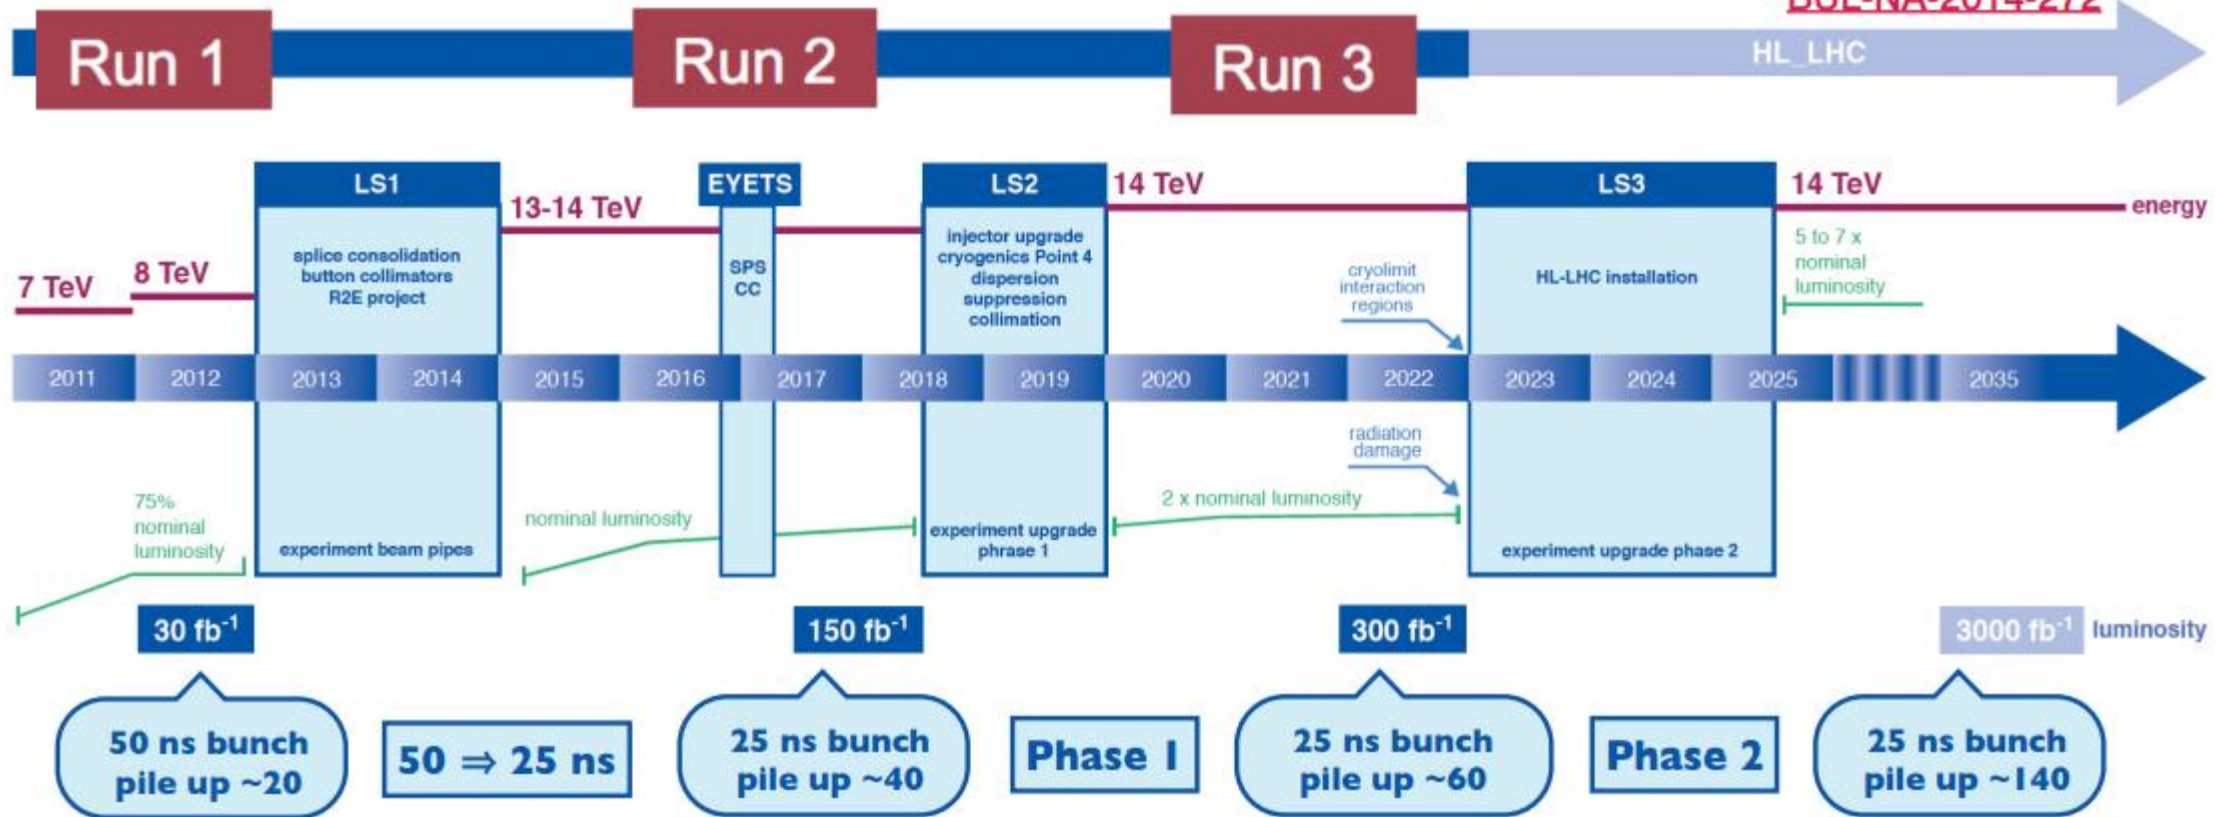 BUL-NA-2014-272
Run 1
Run 2
Run 3
HL_LHC
LS1
EYETS
LS2
14 TeV
LS3
14 TeV
13-14 TeV
energy
7 TeV
8 TeV
splice consolidation
button collimators
R2E project
SPS
CC
injector upgrade
cryogenics Point 4
dispersion
suppression
collimation
cryolimit
interaction
regions
HL-LHC installation
5 to 7 x
nominal
luminosity
2011 2012 2013 2014 2015 2016 2017 2018 2019 2020 2021 2022 2023 2024 2025 2035
radiation
damage
75%
nominal
luminosity
experiment beam pipes
nominal luminosity
experiment upgrade
phrase 1
2 x nominal luminosity
experiment upgrade phase 2
30 fb⁻¹
150 fb⁻¹
300 fb⁻¹
3000 fb⁻¹
luminosity
50 ns bunch
pile up ~20
50 ⇒ 25 ns
25 ns bunch
pile up ~40
Phase 1
25 ns bunch
pile up ~60
Phase 2
25 ns bunch
pile up ~140